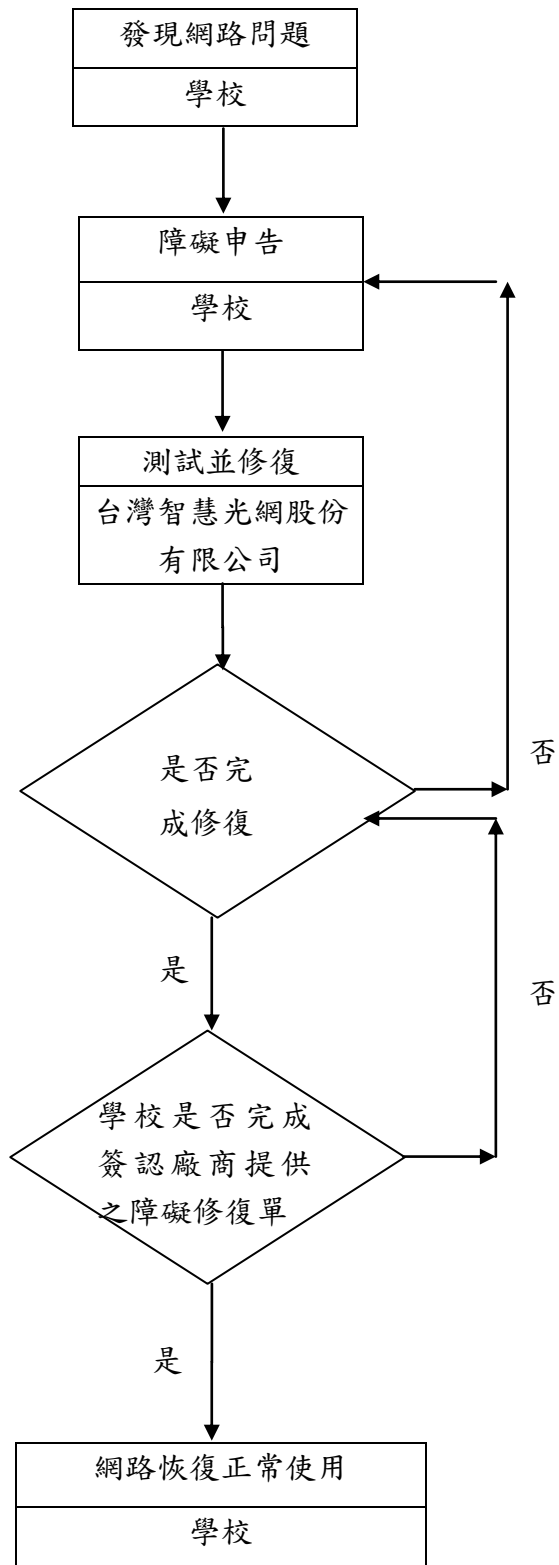 發現網路問題
學校
障礙申告
學校
測試並修復
台灣智慧光網股份
有限公司
是否完
成修復
否
是
否
學校是否完成
簽認廠商提供
之障礙修復單
是
網路恢復正常使用
學校